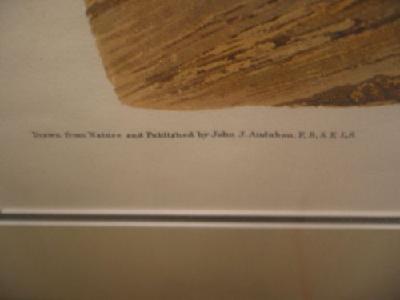 Drawn from Nature and Published by John J. Audubon. F. R. S. F. L. S.